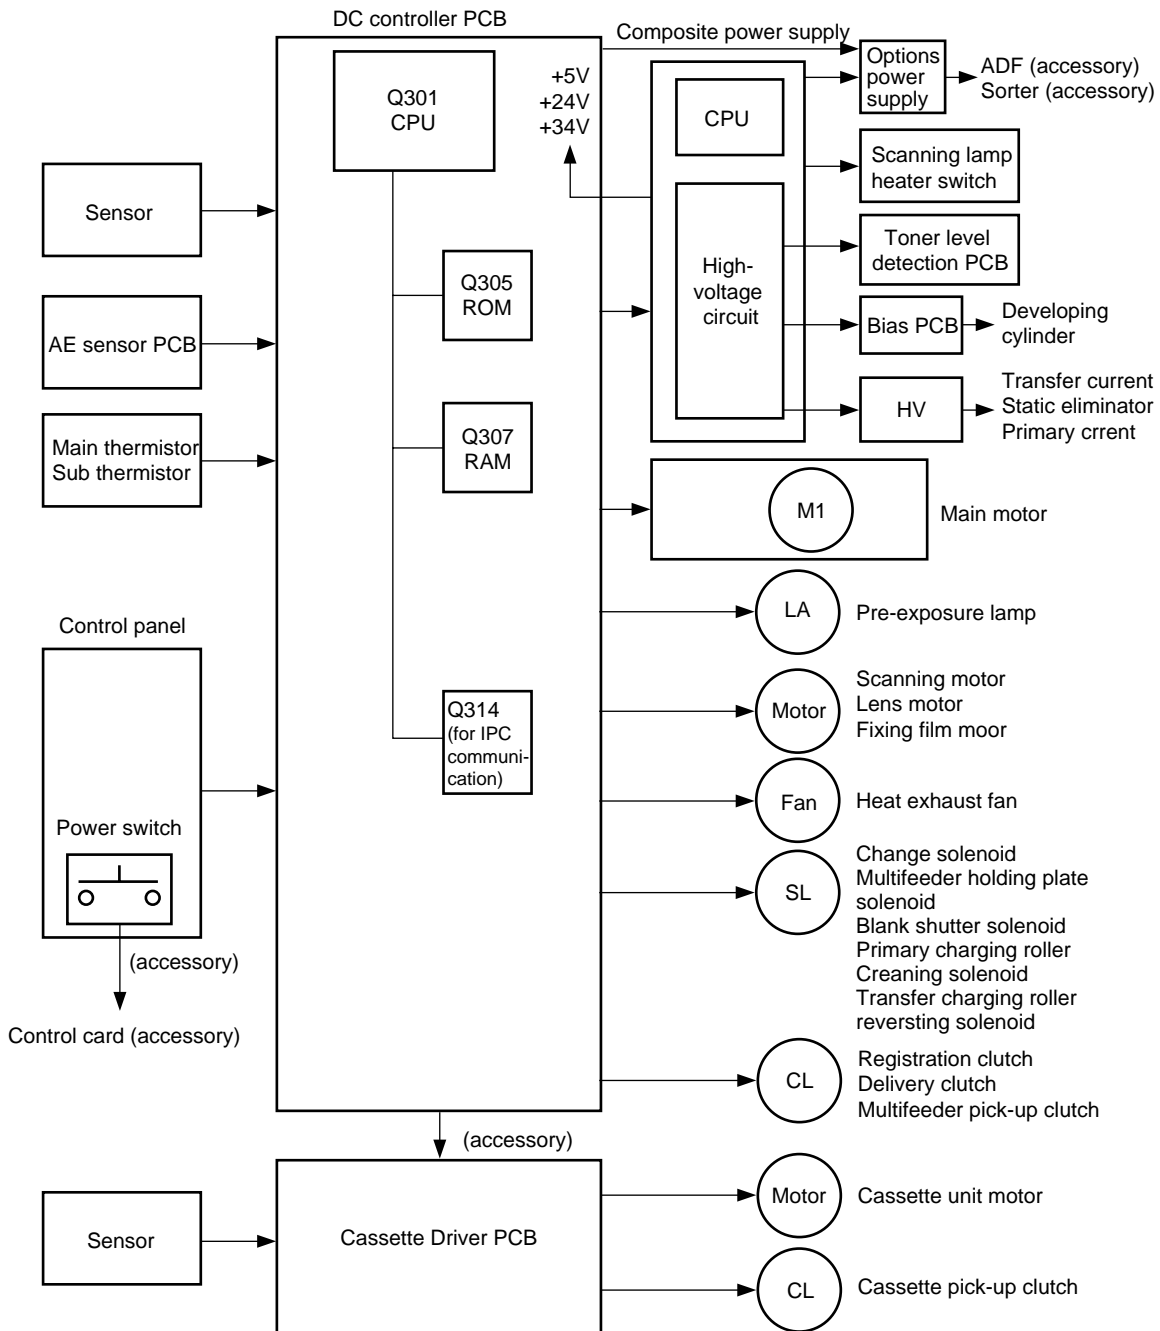 DC controller PCB
Composite power supply
Q301
CPU
+5V
+24V
+34V
CPU
Options
power
supply
ADF (accessory)
Sorter (accessory)
Scanning lamp
heater switch
Sensor
High-
voltage
circuit
Toner level
detection PCB
Q305
ROM
AE sensor PCB
Bias PCB
Developing
cylinder
Main thermistor
Sub thermistor
Q307
RAM
HV
Transfer current
Static eliminator
Primary crrent
M1
Main motor
LA
Pre-exposure lamp
Control panel
Q314
(for IPC
communi-
cation)
Motor
Scanning motor
Lens motor
Fixing film moor
Fan
Heat exhaust fan
Power switch
SL
Change solenoid
Multifeeder holding plate
solenoid
Blank shutter solenoid
Primary charging roller
Creaning solenoid
Transfer charging roller
reversting solenoid
(accessory)
Control card (accessory)
CL
Registration clutch
Delivery clutch
Multifeeder pick-up clutch
(accessory)
Sensor
Cassette Driver PCB
Motor
Cassette unit motor
CL
Cassette pick-up clutch